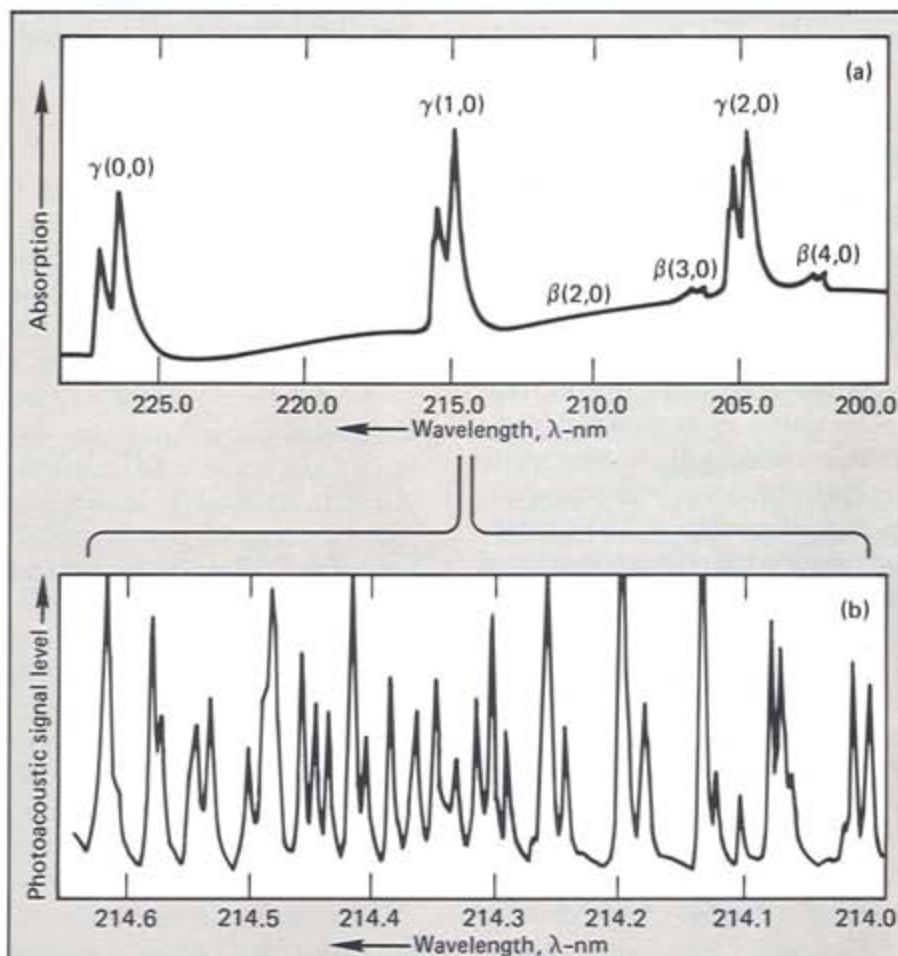 (a)
γ(1,0)
γ(2,0)
γ(0,0)
β(4,0)
β(3,0)
β(2,0)
Absorption
225.0 220.0 215.0 210.0 205.0 200.0
Wavelength, λ–nm
(b)
Photoacoustic signal level
214.6 214.5 214.4 214.3 214.2 214.1 214.0
Wavelength, λ–nm